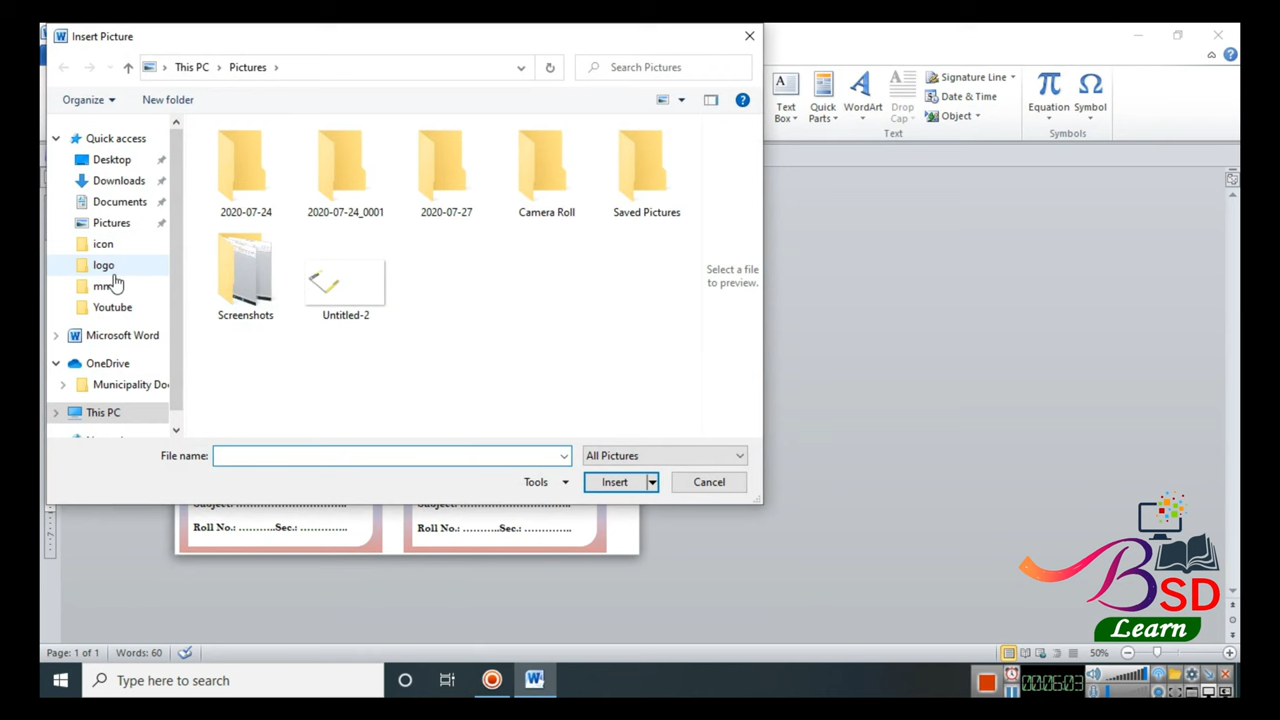 Insert Picture
This PC
Pictures
Search Pictures
Organize
New folder
Quick access
Desktop
Downloads
Documents
Pictures
icon
logo
Youtube
Microsoft Word
OneDrive
Municipality Do
This PC
2020-07-24
2020-07-24_0001
2020-07-27
Camera Roll
Saved Pictures
Screenshots
Untitled-2
Select a file
to preview.
File name:
All Pictures
Tools
Insert
Cancel
Text
Box
Quick
Parts
WordArt
Drop
Cap
Signature Line
Date & Time
Object
Text
Equation
Symbol
Symbols
Roll No.: ...........Sec.: ..............
Roll No.: ...........Sec.: ..............
BSD
Learn
Page: 1 of 1
Words: 60
50%
Type here to search
00:06:03